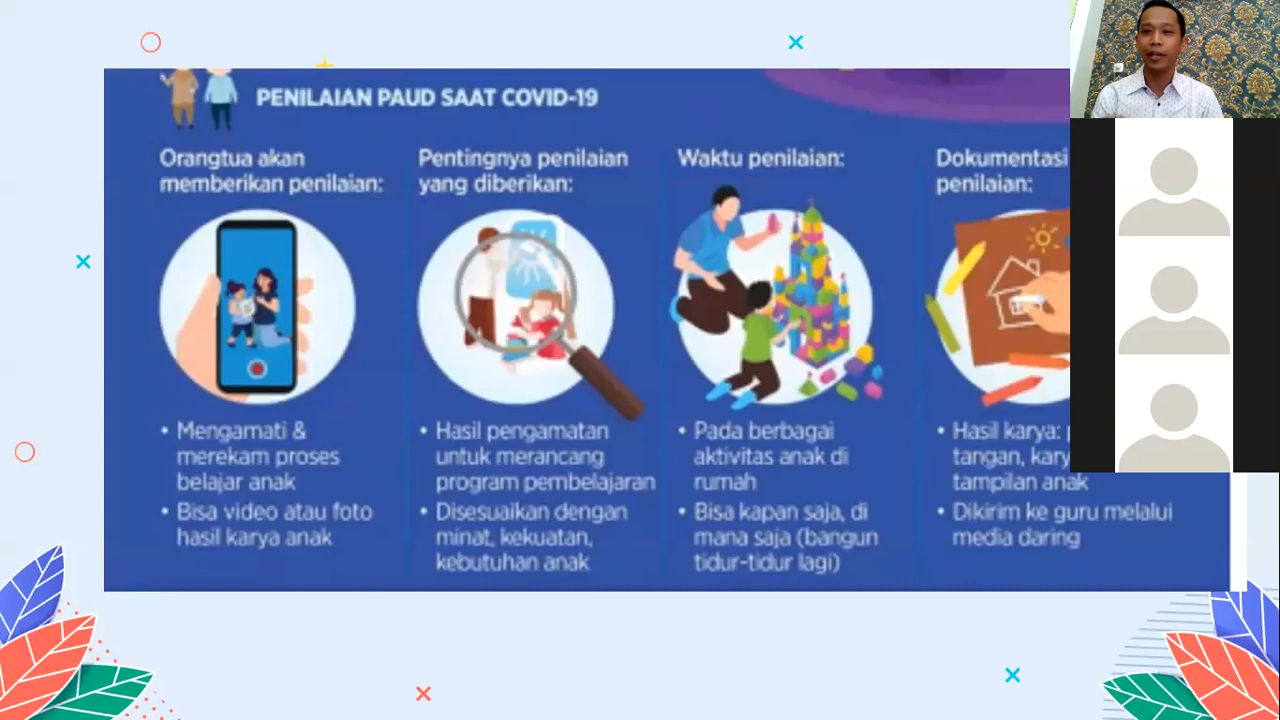 PENILAIAN PAUD SAAT COVID-19
Orangtua akan
memberikan penilaian:
Mengamati &
merekam proses
belajar anak
Bisa video atau foto
hasil karya anak
Pentingnya penilaian
yang diberikan:
Hasil pengamatan
untuk merancang
program pembelajaran
Disesuaikan dengan
minat, kekuatan,
kebutuhan anak
Waktu penilaian:
Pada berbagai
aktivitas anak di
rumah
Bisa kapan saja, di
mana saja (bangun
tidur-tidur lagi)
Dokumentasi
penilaian:
Hasil karya:
tangan,
tampilan anak
Dikirim ke guru melalui
media daring